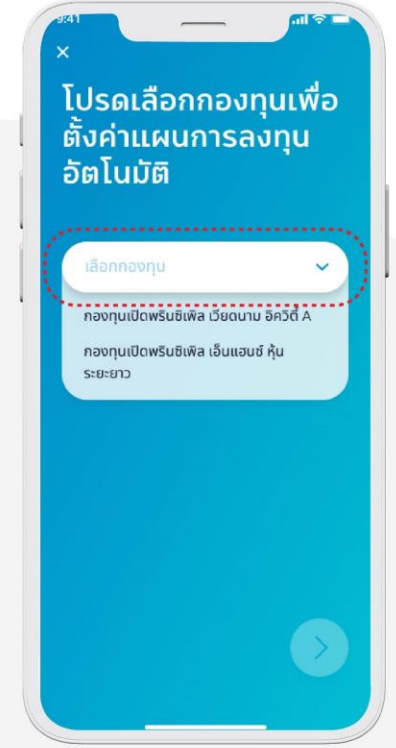 9:41
โปรดเลือกกองทุนเพื่อ
ตั้งค่าแผนการลงทุน
อัตโนมัติ
เลือกกองทุน
กองทุนเปิดพรินซิเพิล เวียดนาม อิควิตี้ A
กองทุนเปิดพรินซิเพิล เอ็นแฮนซ์ หุ้น
ระยะยาว